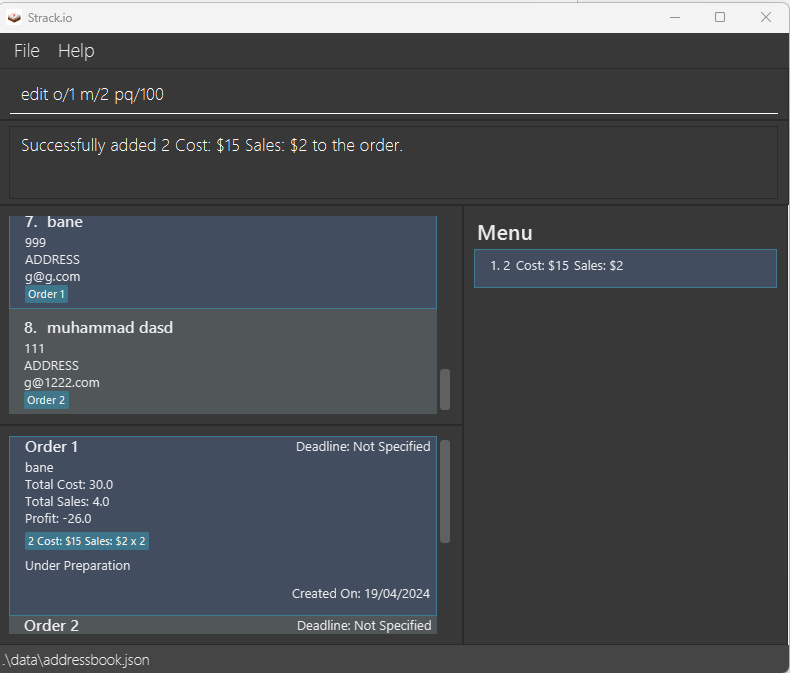 Strack.io
File Help
edit o/1 m/2 pq/100
Successfully added 2 Cost: $15 Sales: $2 to the order.
7. bane
999
ADDRESS
g@g.com
Order 1
8. muhammad dasd
111
ADDRESS
g@1222.com
Order 2
Order 1 Deadline: Not Specified
bane
Total Cost: 30.0
Total Sales: 4.0
Profit: -26.0
2 Cost: $15 Sales: $2 x 2
Under Preparation
Created On: 19/04/2024
Order 2 Deadline: Not Specified
Menu
1. 2 Cost: $15 Sales: $2
.\data\addressbook.json